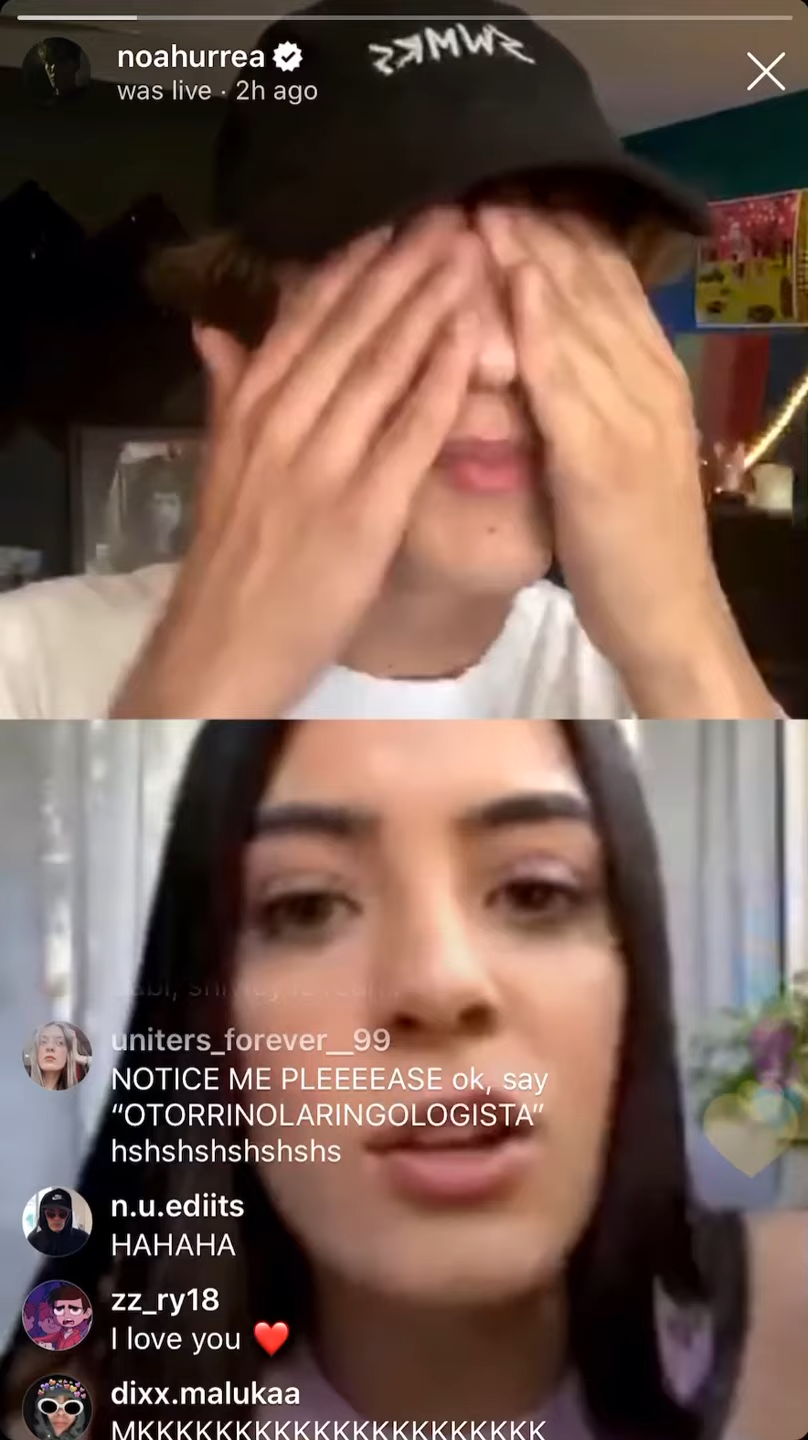 noahurrea
was live · 2h ago
uniters_forever__99
NOTICE ME PLEEEEASE ok, say
“OTORRINOLARINGOLOGISTA”
hshshshshshshs
n.u.ediits
HAHAHA
zz_ry18
I love you ❤️
dixx.malukaa
MKKKKKKKKKKKKKKKKKKKKK